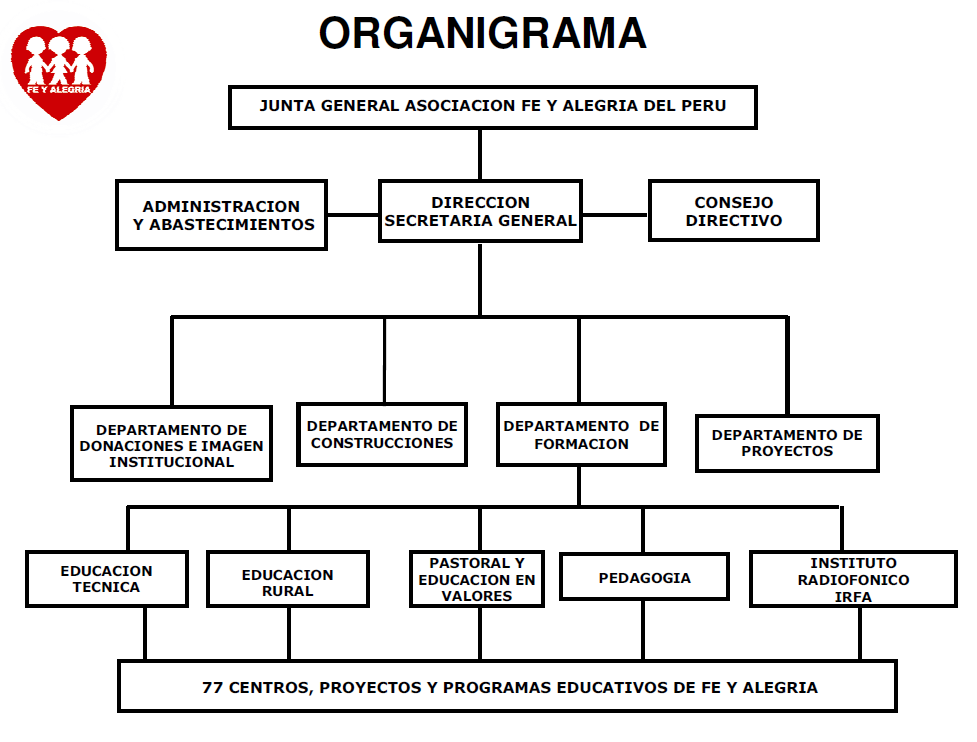 ORGANIGRAMA
FE Y ALEGRIA
JUNTA GENERAL ASOCIACION FE Y ALEGRIA DEL PERU
ADMINISTRACION
Y ABASTECIMIENTOS
DIRECCION
SECRETARIA GENERAL
CONSEJO
DIRECTIVO
DEPARTAMENTO DE
DONACIONES E IMAGEN
INSTITUCIONAL
DEPARTAMENTO DE
CONSTRUCCIONES
DEPARTAMENTO DE
FORMACION
DEPARTAMENTO DE
PROYECTOS
EDUCACION
TECNICA
EDUCACION
RURAL
PASTORAL Y
EDUCACION EN
VALORES
PEDAGOGIA
INSTITUTO
RADIOFONICO
IRFA
77 CENTROS, PROYECTOS Y PROGRAMAS EDUCATIVOS DE FE Y ALEGRIA